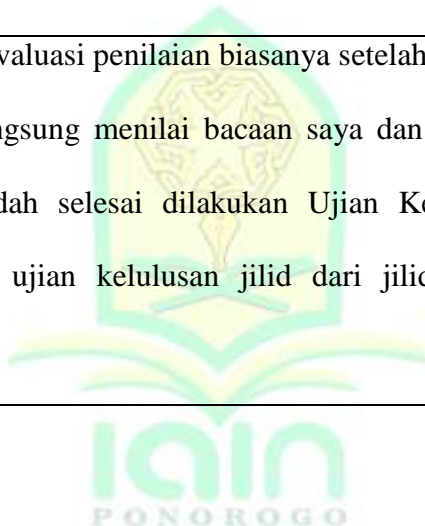 valuasi penilaian biasanya setelah
ngsung menilai bacaan saya dan
dah selesai dilakukan Ujian Ke
ujian kelulusan jilid dari jilid
iain
PONOROGO